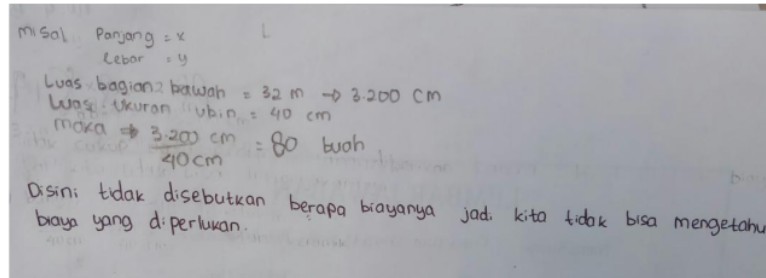 misal Panjang = x
Lebar = y
Luas bagian2 bawah = 32 m → 3.200 cm
Luas ukuran ubin = 40 cm
maka → 3.200 cm / 40 cm = 80 buah
Disini tidak disebutkan berapa biayanya jadi kita tidak bisa mengetahu
biaya yang diperlukan.